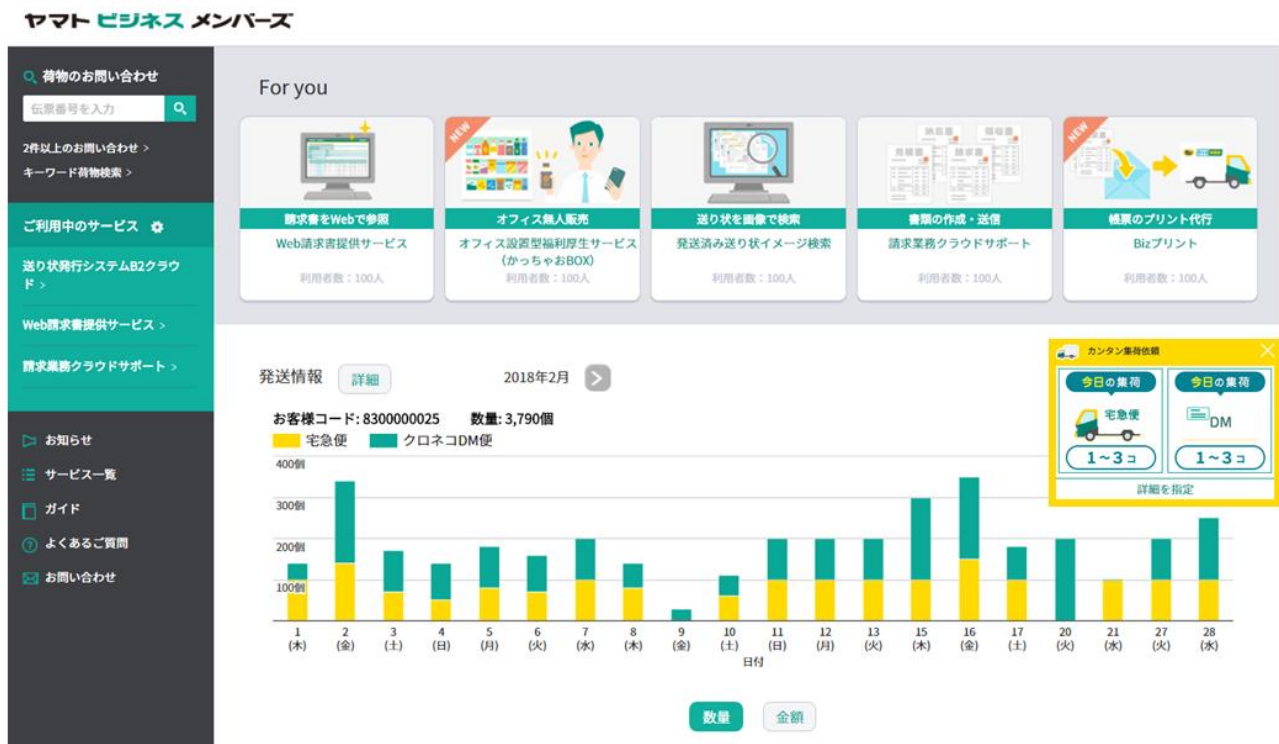 ヤマト ビジネス メンバーズ
荷物のお問い合わせ
伝票番号を入力
2件以上のお問い合わせ >
キーワード荷物検索 >
ご利用中のサービス
送り状発行システムB2クラウ
ド >
Web請求書提供サービス >
請求業務クラウドサポート >
お知らせ
サービス一覧
ガイド
よくあるご質問
お問い合わせ
For you
請求書をWebで参照
Web請求書提供サービス
利用者数：100人
NEW
オフィス無人販売
オフィス設置型福利厚生サービス
（かっちゃおBOX）
利用者数：100人
送り状を画像で検索
発送済み送り状イメージ検索
利用者数：100人
納品書 領収書
見積書 請求書
書類の作成・送信
請求業務クラウドサポート
利用者数：100人
NEW
帳票のプリント代行
Bizプリント
利用者数：100人
発送情報 詳細 2018年2月 >
お客様コード: 8300000025 数量: 3,790個
宅急便 クロネコDM便
400個
300個
200個
100個
1 2 3 4 5 6 7 8 9 10 11 12 13 15 16 17 20 21 27 28
(木) (金) (土) (日) (月) (火) (水) (木) (金) (土) (日) (月) (火) (木) (金) (土) (火) (水) (火) (水)
日付
数量 金額
カンタン集荷依頼
今日の集荷 今日の集荷
宅急便 DM
1～3コ 1～3コ
詳細を指定